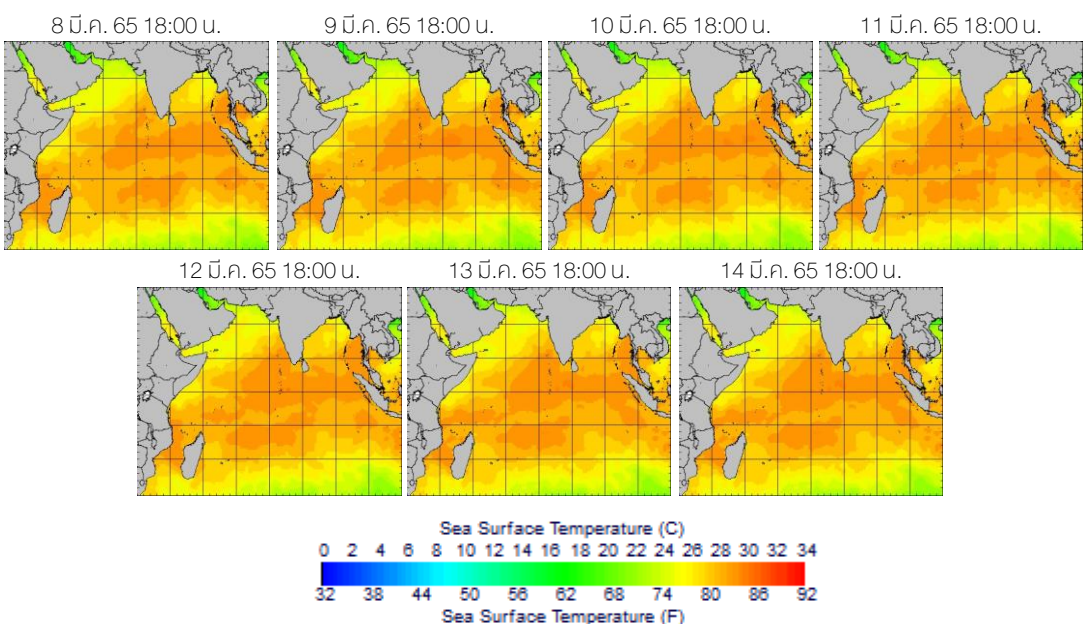 8 มี.ค. 65 18:00 น.
9 มี.ค. 65 18:00 น.
10 มี.ค. 65 18:00 น.
11 มี.ค. 65 18:00 น.
12 มี.ค. 65 18:00 น.
13 มี.ค. 65 18:00 น.
14 มี.ค. 65 18:00 น.
Sea Surface Temperature (C)
0 2 4 6 8 10 12 14 16 18 20 22 24 26 28 30 32 34
32 38 44 50 56 62 68 74 80 86 92
Sea Surface Temperature (F)